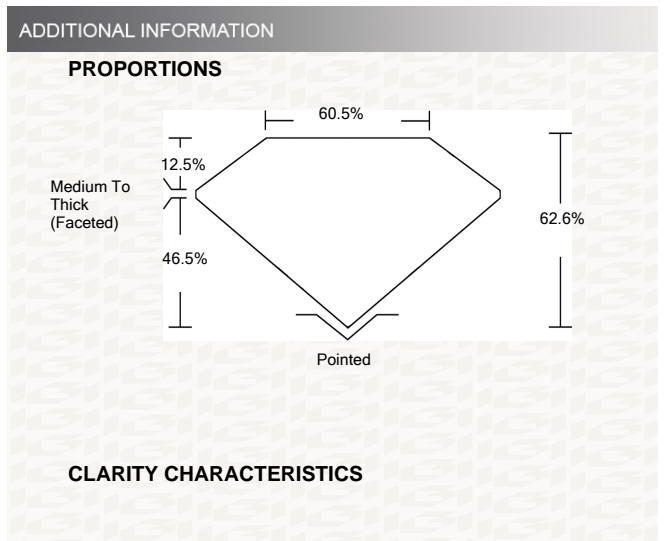 ADDITIONAL INFORMATION
PROPORTIONS
60.5%
12.5%
Medium To
Thick
(Faceted)
62.6%
46.5%
Pointed
CLARITY CHARACTERISTICS